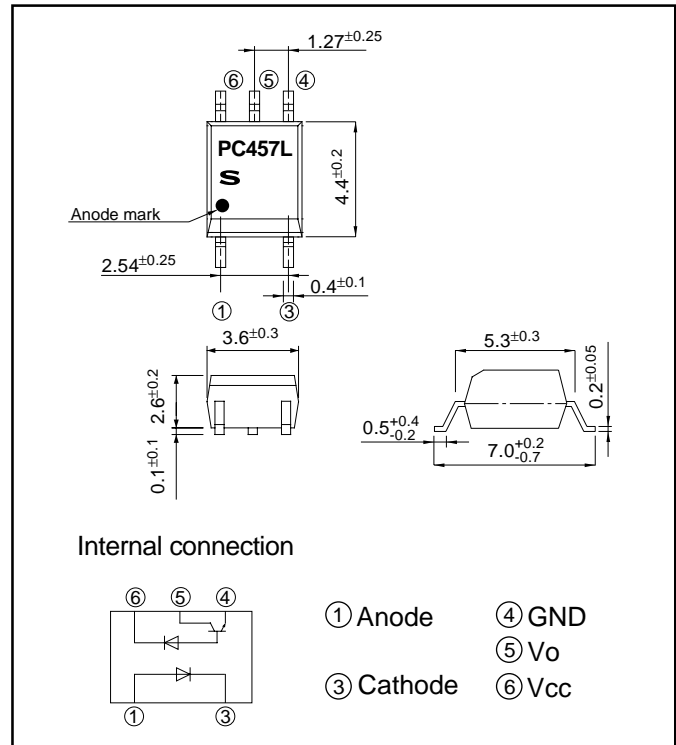 1.27±0.25
⑥ ⑤ ④
PC457L
S
4.4±0.2
Anode mark
2.54±0.25
0.4±0.1
① ③
3.6±0.3
2.6±0.2
0.1±0.1
5.3±0.3
0.2±0.05
0.5+0.4-0.2
7.0+0.2-0.7
Internal connection
⑥ ⑤ ④
① ③
① Anode
③ Cathode
④ GND
⑤ Vo
⑥ Vcc